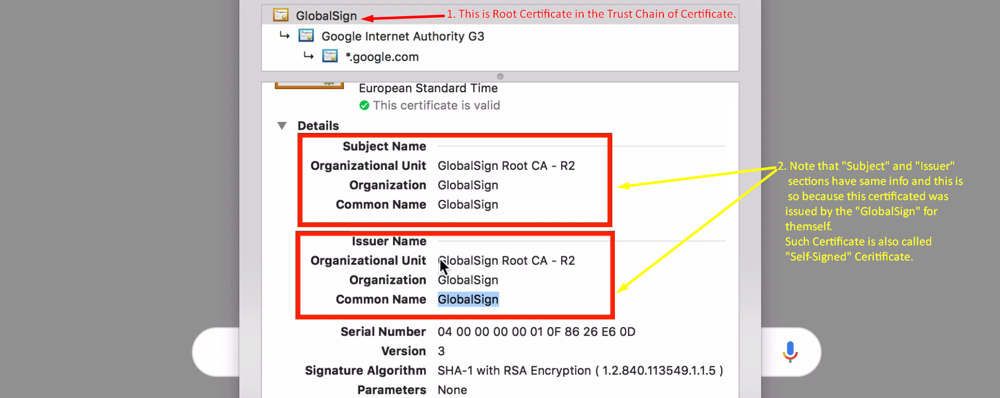 GlobalSign
1. This is Root Certificate in the Trust Chain of Certificate.
Google Internet Authority G3
*.google.com
European Standard Time
This certificate is valid
Details
Subject Name
Organizational Unit GlobalSign Root CA - R2
Organization GlobalSign
Common Name GlobalSign
Issuer Name
Organizational Unit GlobalSign Root CA - R2
Organization GlobalSign
Common Name GlobalSign
Serial Number 04 00 00 00 00 01 0F 86 26 E6 0D
Version 3
Signature Algorithm SHA-1 with RSA Encryption ( 1.2.840.113549.1.1.5 )
Parameters None
2. Note that "Subject" and "Issuer"
sections have same info and this is
so because this certificated was
issued by the "GlobalSign" for
themself.
Such Certificate is also called
"Self-Signed" Ceritificate.